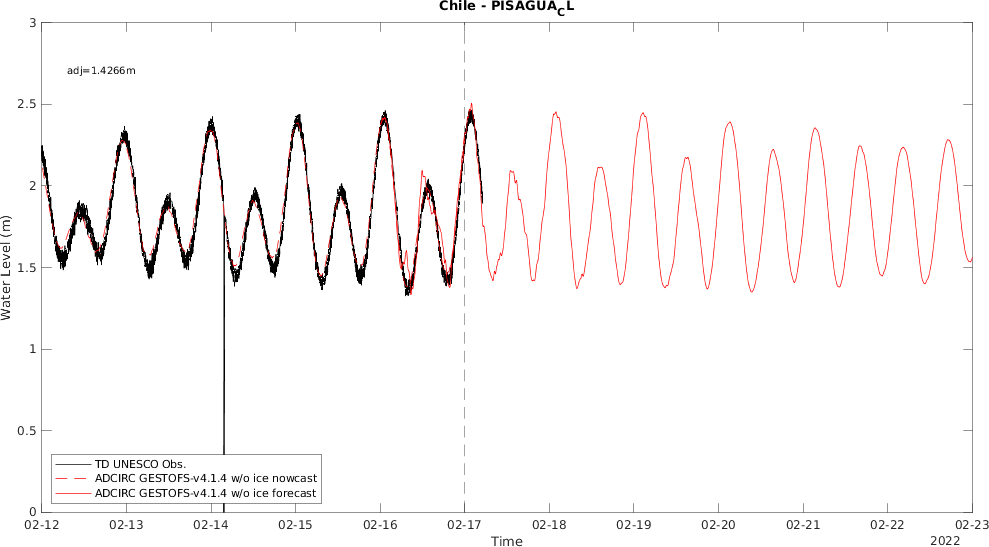 Chile - PISAGUA_CL
3
adj=1.4266m
2.5
2
Water Level (m)
1.5
1
0.5
TD UNESCO Obs.
ADCIRC GESTOFS-v4.1.4 w/o ice nowcast
ADCIRC GESTOFS-v4.1.4 w/o ice forecast
0
02-12 02-13 02-14 02-15 02-16 02-17 02-18 02-19 02-20 02-21 02-22 02-23
Time
2022